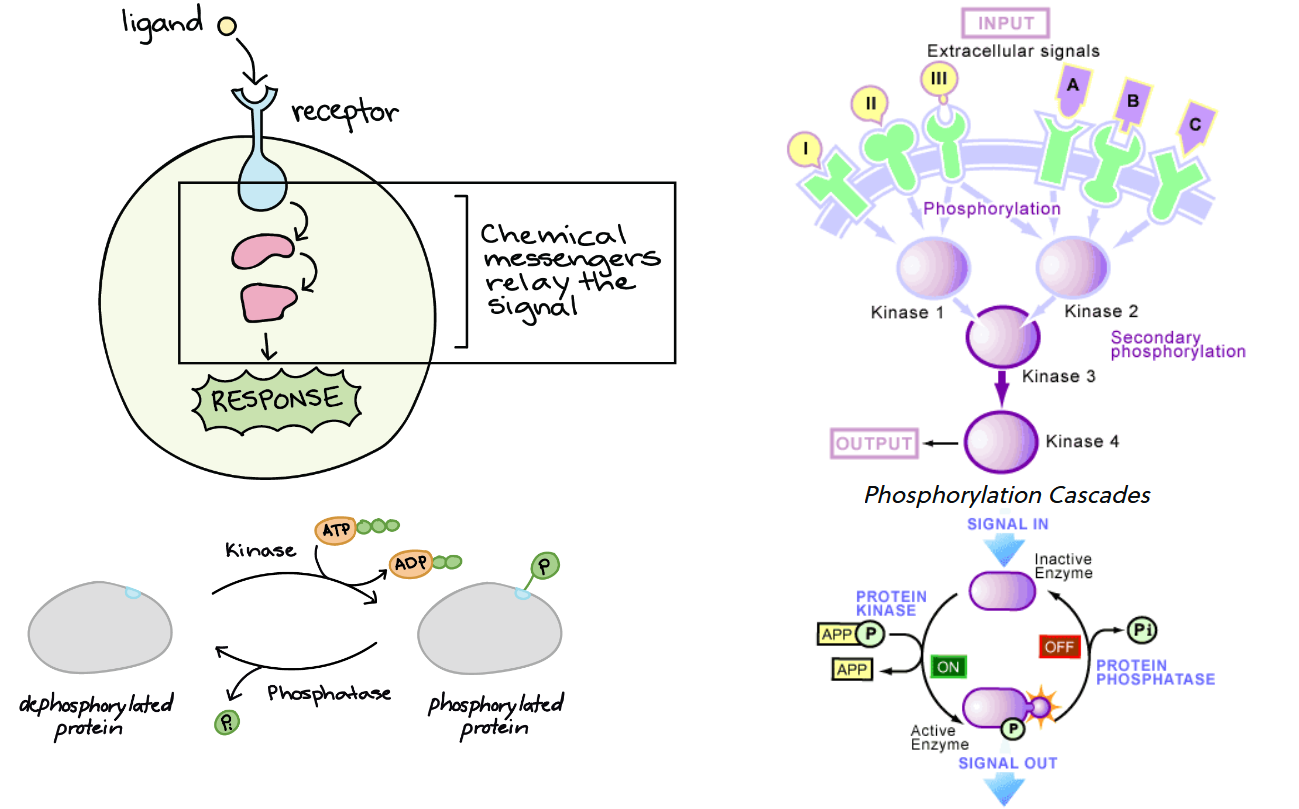 ligand
receptor
Chemical
messengers
relay the
signal
RESPONSE
ATP
Kinase
ADP
P
Phosphatase
Pi
dephosphorylated
protein
phosphorylated
protein
INPUT
Extracellular signals
I
II
III
A
B
C
Phosphorylation
Kinase 1
Kinase 2
Secondary
phosphorylation
Kinase 3
Kinase 4
OUTPUT
Phosphorylation Cascades
SIGNAL IN
Inactive
Enzyme
PROTEIN
KINASE
APP P
APP
ON
OFF
Pi
PROTEIN
PHOSPHATASE
P
Active
Enzyme
SIGNAL OUT